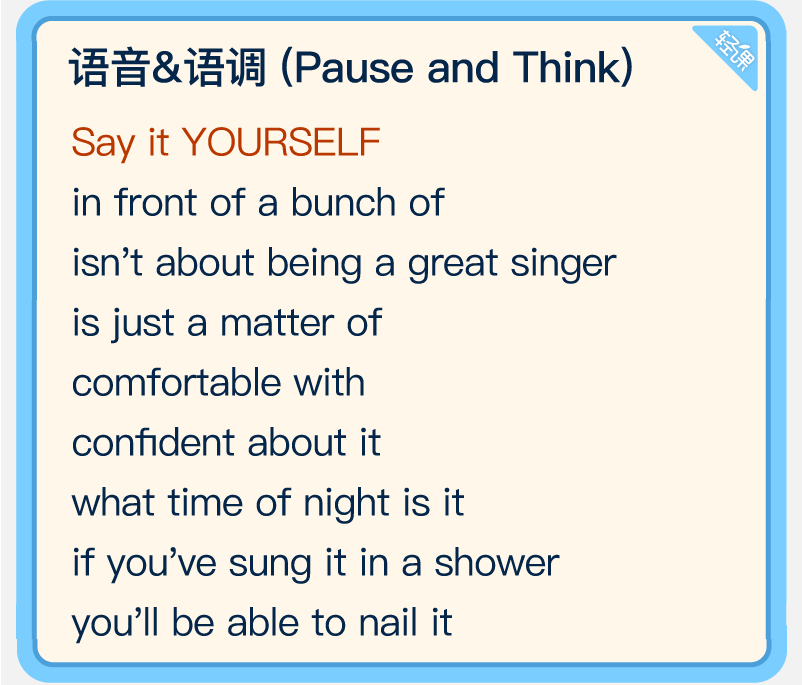 语音&语调 (Pause and Think)
轻课
Say it YOURSELF
in front of a bunch of
isn’t about being a great singer
is just a matter of
comfortable with
confident about it
what time of night is it
if you’ve sung it in a shower
you’ll be able to nail it